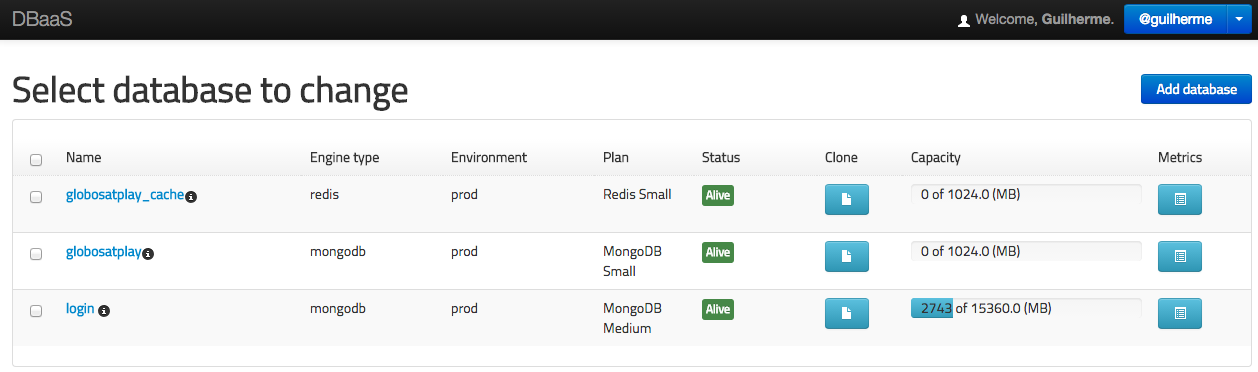 DBaaS Welcome, Guilherme. @guilherme
Select database to change Add database
Name Engine type Environment Plan Status Clone Capacity Metrics
globosatplay_cache redis prod Redis Small Alive 0 of 1024.0 (MB)
globosatplay mongodb prod MongoDB Small Alive 0 of 1024.0 (MB)
login mongodb prod MongoDB Medium Alive 2743 of 15360.0 (MB)